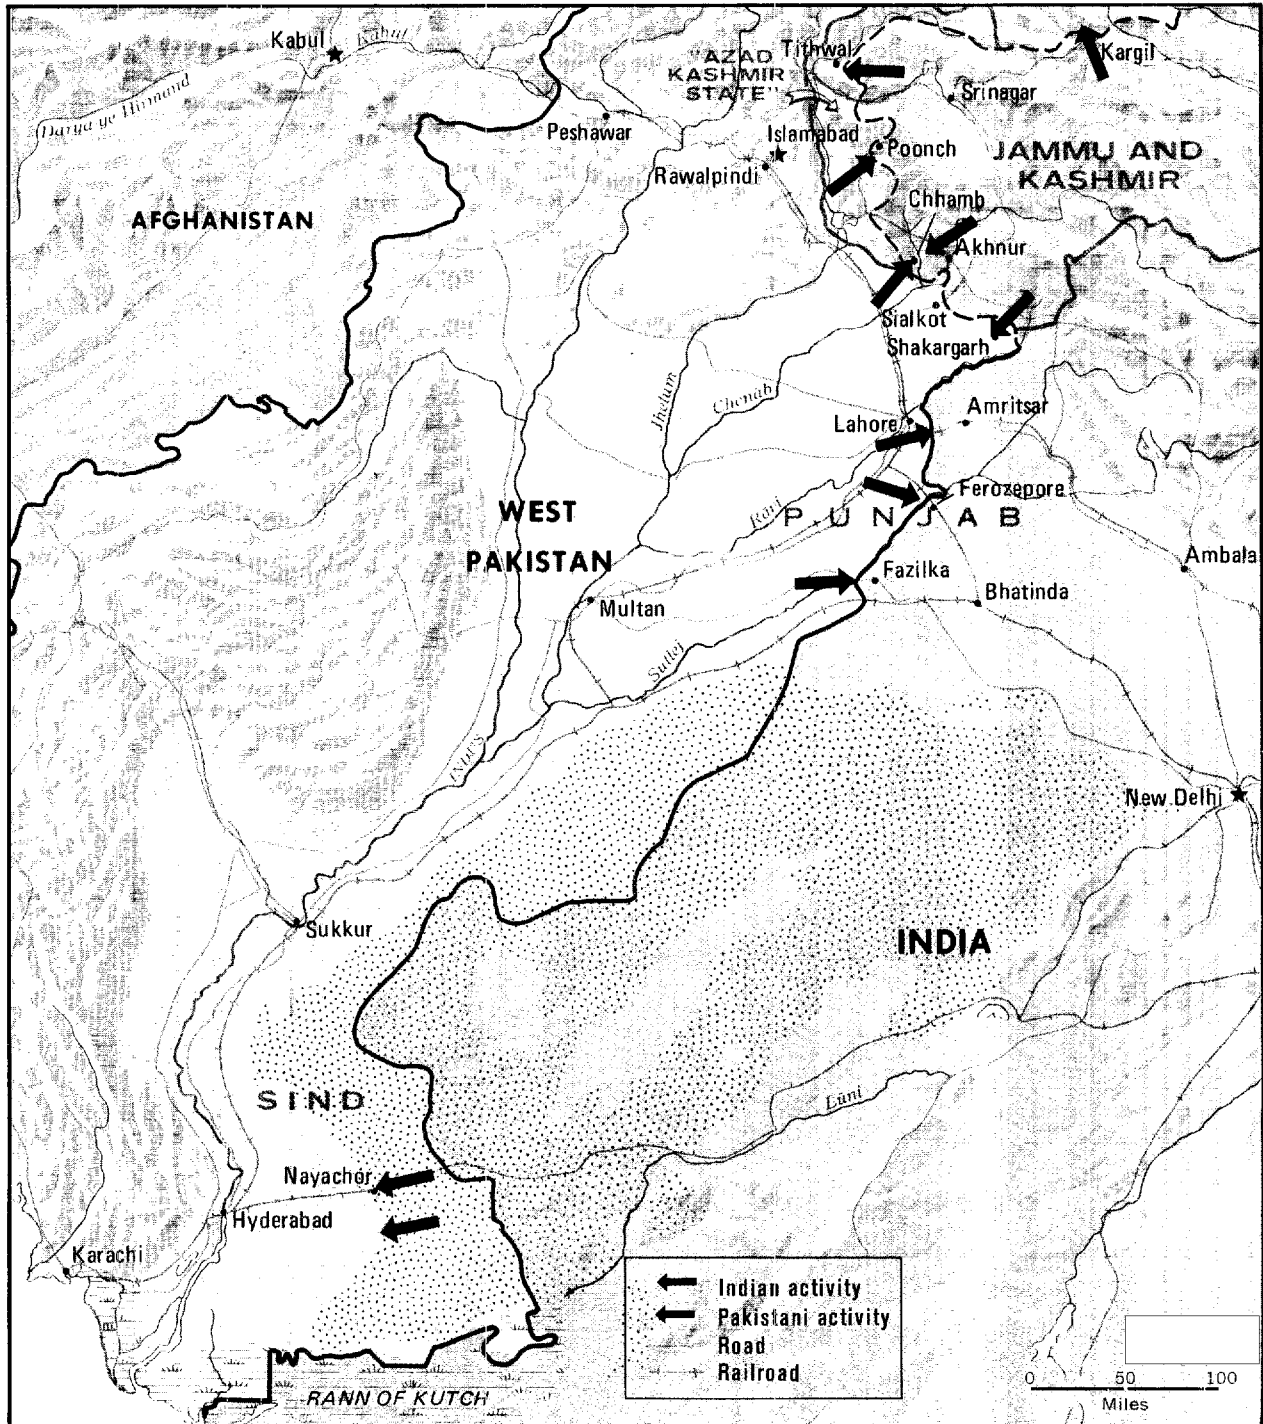 Kabul
Kabul
Darya ye Hirmand
"AZAD
KASHMIR
STATE"
Tithwal
Kargil
Srinagar
Peshawar
Islamabad
Rawalpindi
Poonch
JAMMU AND
KASHMIR
AFGHANISTAN
Chhamb
Akhnur
Sialkot
Shakargarh
Jhelum
Chenab
Amritsar
Lahore
Ravi
Ferozepore
PUNJAB
WEST
PAKISTAN
Ambala
Fazilka
Bhatinda
Multan
Sutlej
Indus
New Delhi
Sukkur
INDIA
SIND
Luni
Nayachor
Hyderabad
Karachi
Indian activity
Pakistani activity
Road
Railroad
RANN OF KUTCH
0 50 100
Miles